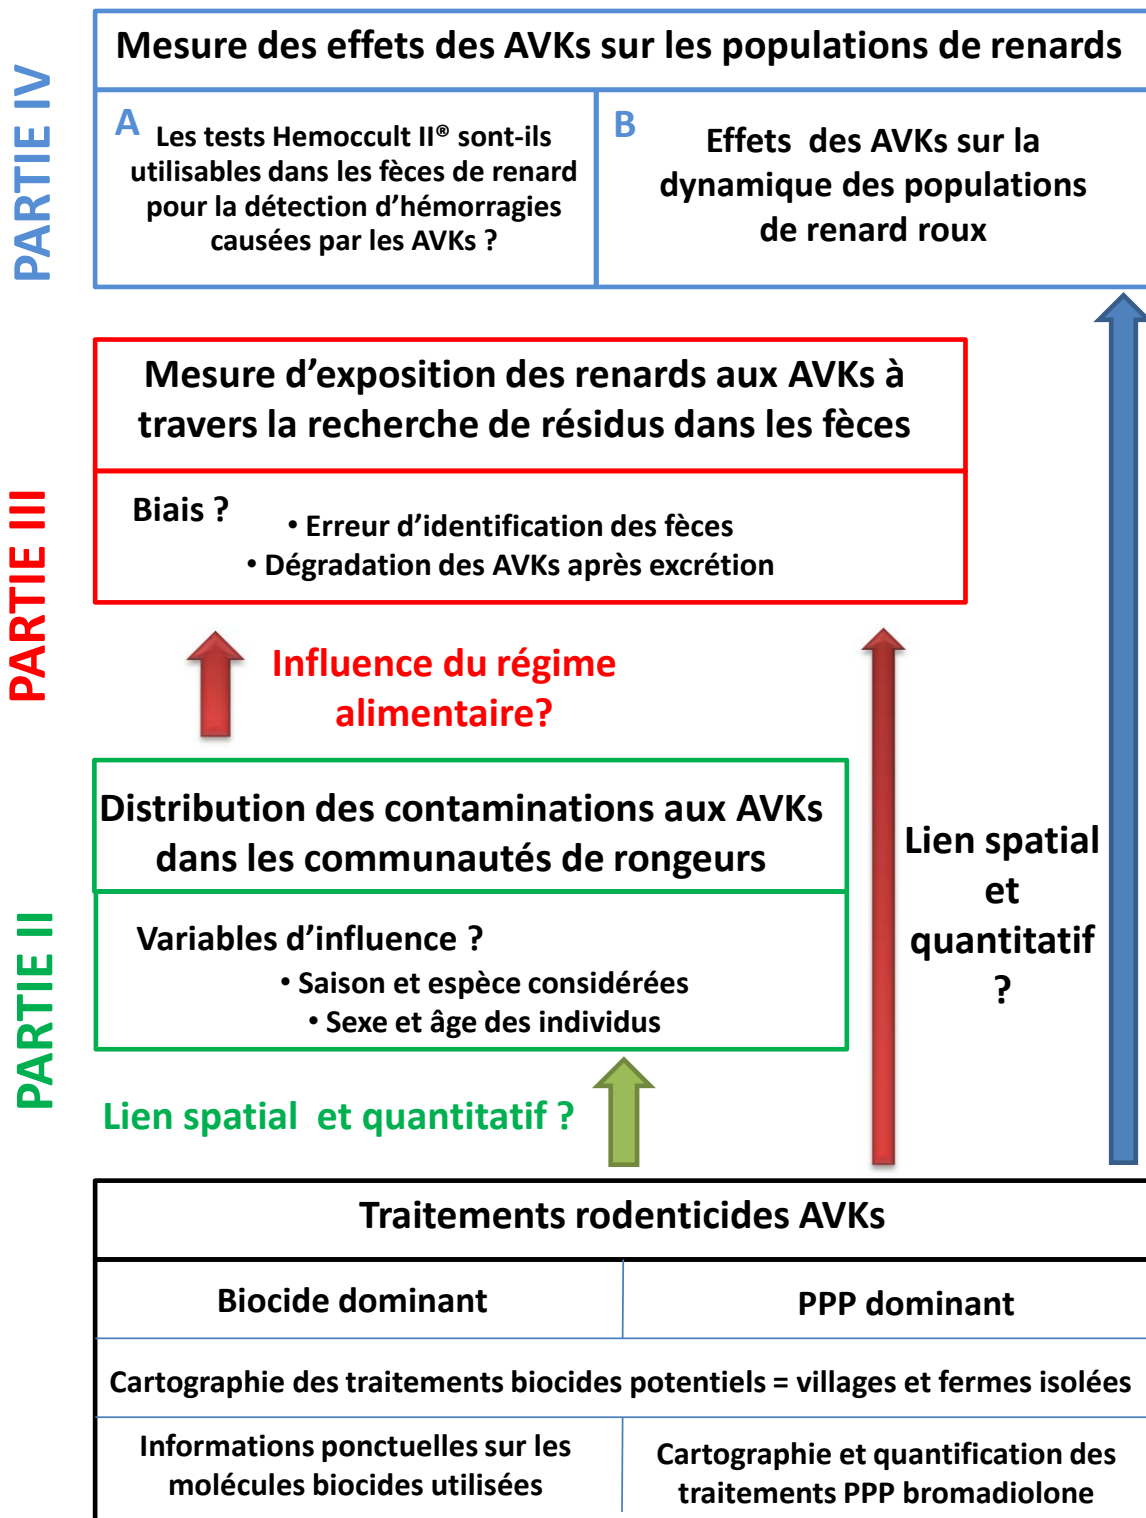 PARTIE IV
Mesure des effets des AVKs sur les populations de renards
A
Les tests Hemoccult II® sont-ils
utilisables dans les fèces de renard
pour la détection d’hémorragies
causées par les AVKs ?
B
Effets des AVKs sur la
dynamique des populations
de renard roux
PARTIE III
Mesure d’exposition des renards aux AVKs à
travers la recherche de résidus dans les fèces
Biais ?
• Erreur d’identification des fèces
• Dégradation des AVKs après excrétion
Influence du régime
alimentaire?
PARTIE II
Distribution des contaminations aux AVKs
dans les communautés de rongeurs
Variables d’influence ?
• Saison et espèce considérées
• Sexe et âge des individus
Lien spatial
et
quantitatif
?
Lien spatial et quantitatif ?
Traitements rodenticides AVKs
Biocide dominant
PPP dominant
Cartographie des traitements biocides potentiels = villages et fermes isolées
Informations ponctuelles sur les
molécules biocides utilisées
Cartographie et quantification des
traitements PPP bromadiolone